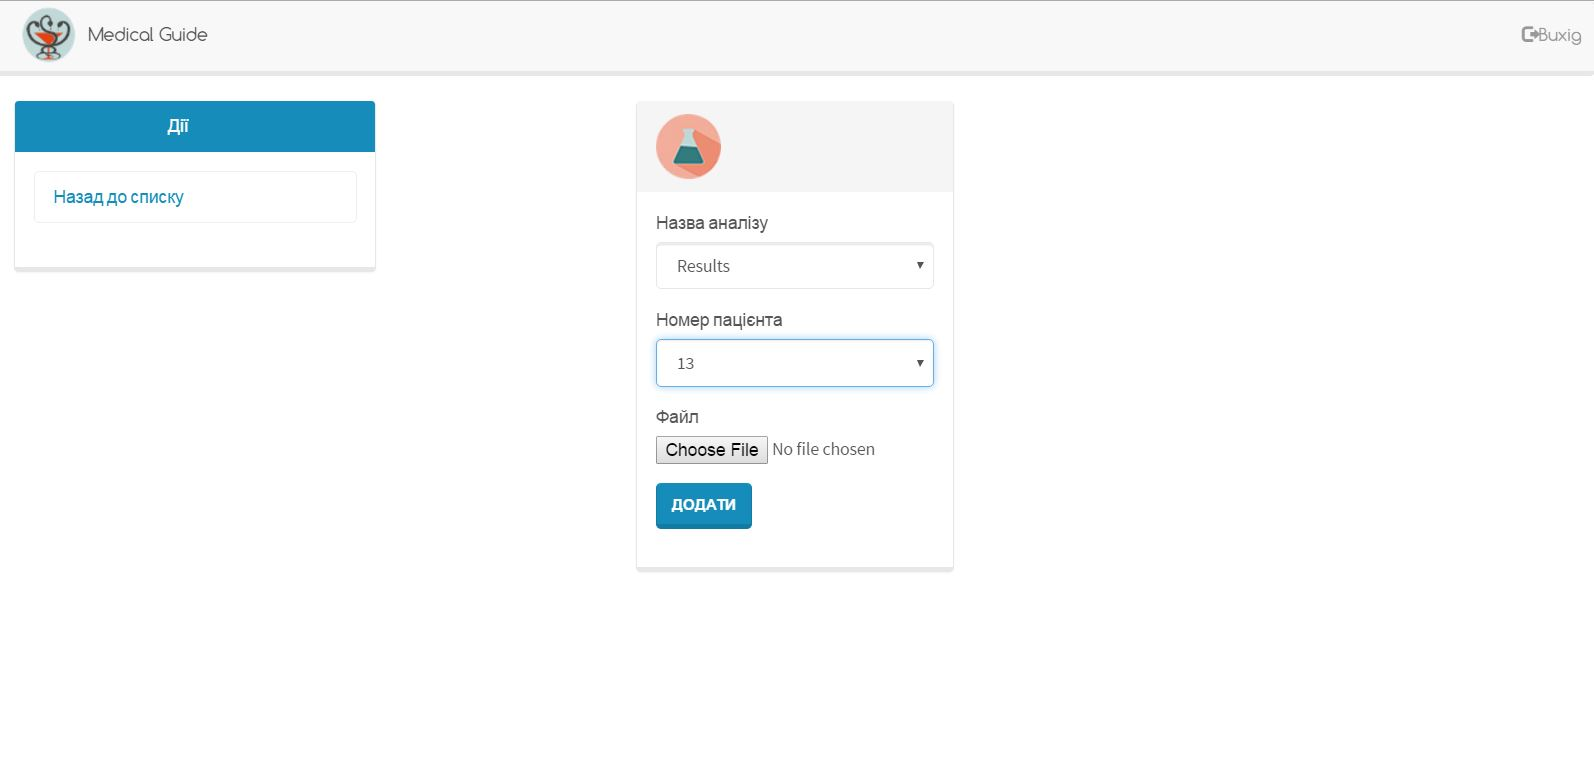 Medical Guide
Вихід
Дії
Назад до списку
Назва аналізу
Results
Номер пацієнта
13
Файл
Choose File No file chosen
ДОДАТИ